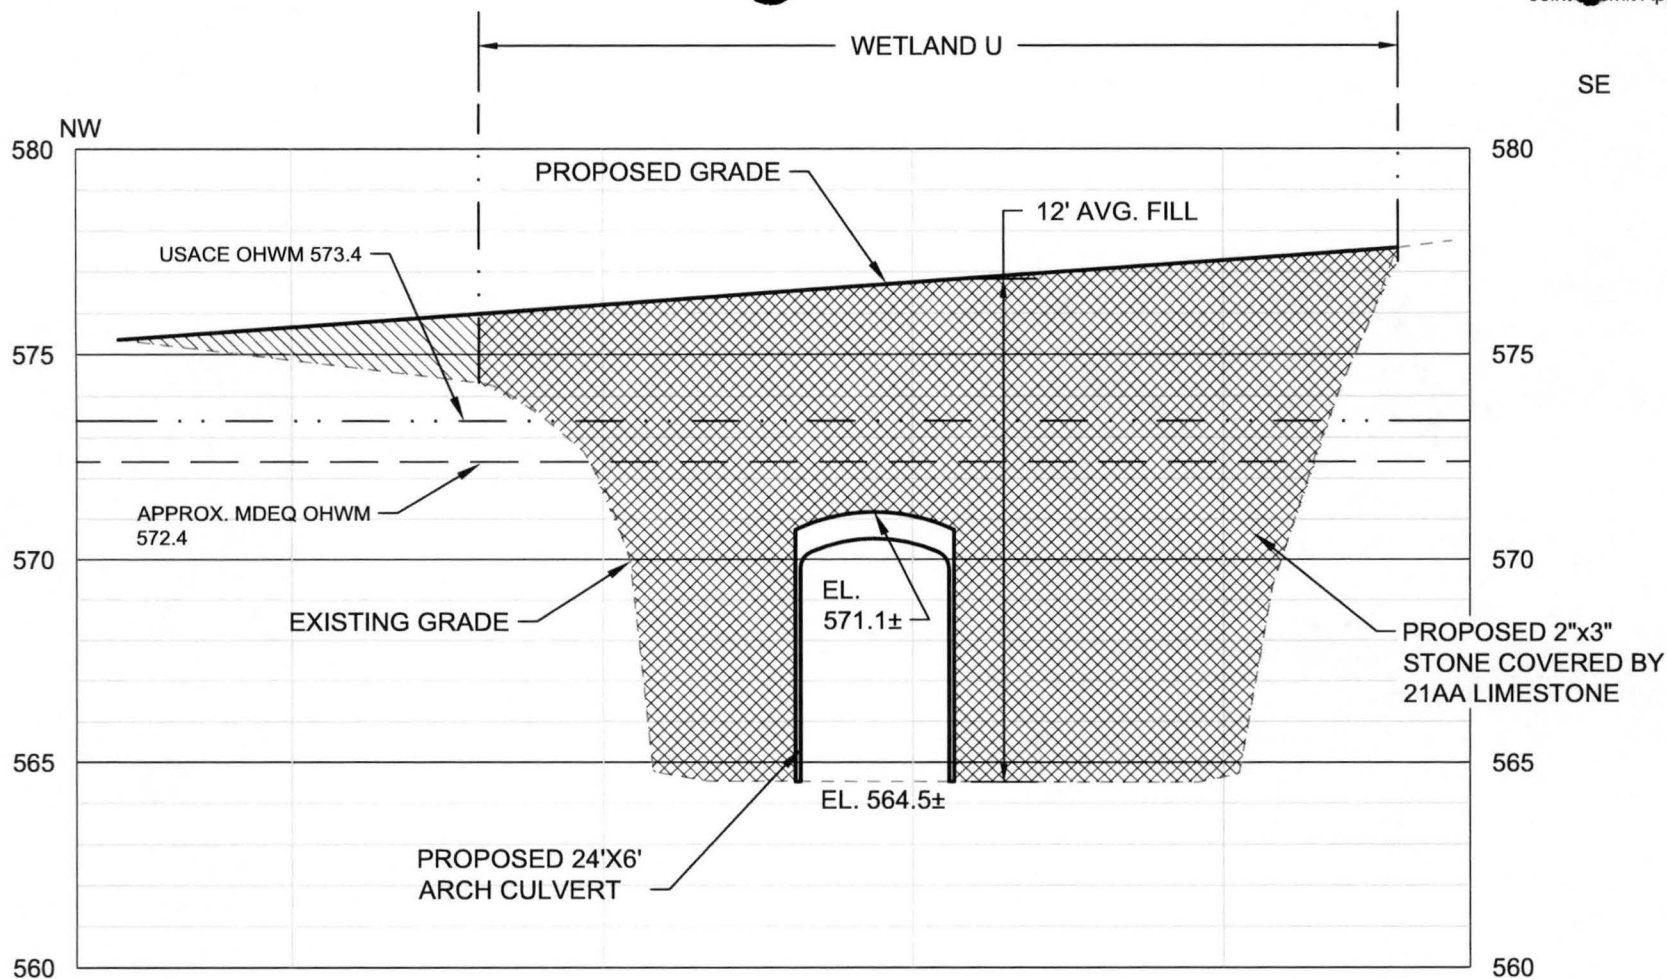 WETLAND U
SE
NW
580
580
PROPOSED GRADE
12' AVG. FILL
USACE OHWM 573.4
575
575
APPROX. MDEQ OHWM
572.4
570
570
EL.
571.1±
EXISTING GRADE
PROPOSED 2"x3"
STONE COVERED BY
21AA LIMESTONE
565
565
EL. 564.5±
PROPOSED 24'X6'
ARCH CULVERT
560
560